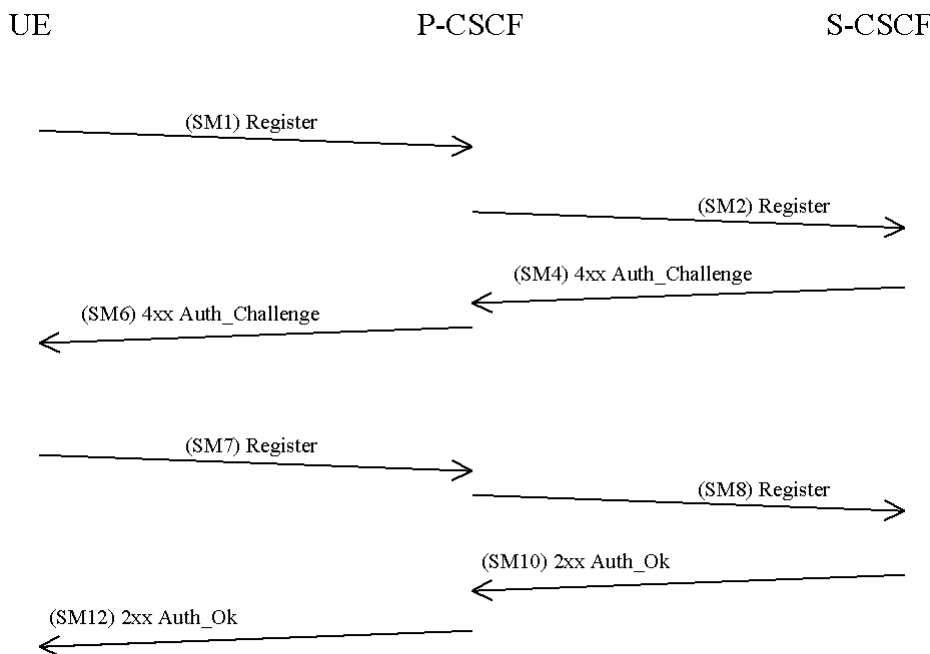 UE P-CSCF S-CSCF
(SM1) Register
(SM2) Register
(SM4) 4xx Auth_Challenge
(SM6) 4xx Auth_Challenge
(SM7) Register
(SM8) Register
(SM10) 2xx Auth_Ok
(SM12) 2xx Auth_Ok